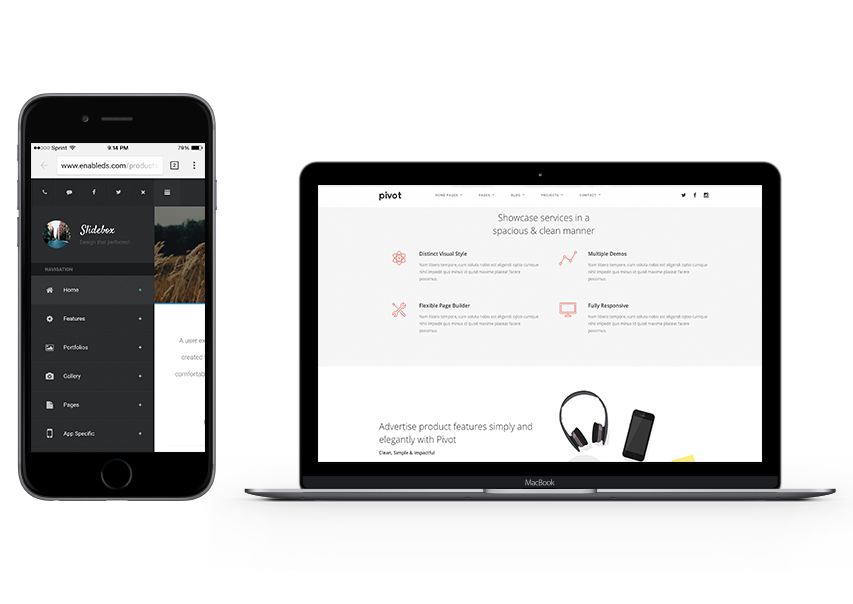 Sprint
9:14 PM
79%
www.enableds.com/product
2
Slidebox
NAVIGATION
Home
Features
Portfolios
Gallery
Pages
App Specific
A user ex
created
comfortab
pivot
HOME PAGES
PAGES
BLOG
PROJECTS
CONTACT
Showcase services in a
spacious & clean manner
Distinct Visual Style
Nam libero tempore, cum soluta nobis est eligendi optio cumque
nihil impedit quo minus id quod maxime placeat facere
possimus.
Multiple Demos
Nam libero tempore, cum soluta nobis est eligendi optio cumque
nihil impedit quo minus id quod maxime placeat facere
possimus.
Flexible Page Builder
Nam libero tempore, cum soluta nobis est eligendi optio cumque
nihil impedit quo minus id quod maxime placeat facere
possimus.
Fully Responsive
Nam libero tempore, cum soluta nobis est eligendi optio cumque
nihil impedit quo minus id quod maxime placeat facere
possimus.
Advertise product features simply and
elegantly with Pivot
Clean, Simple & Impactful
MacBook